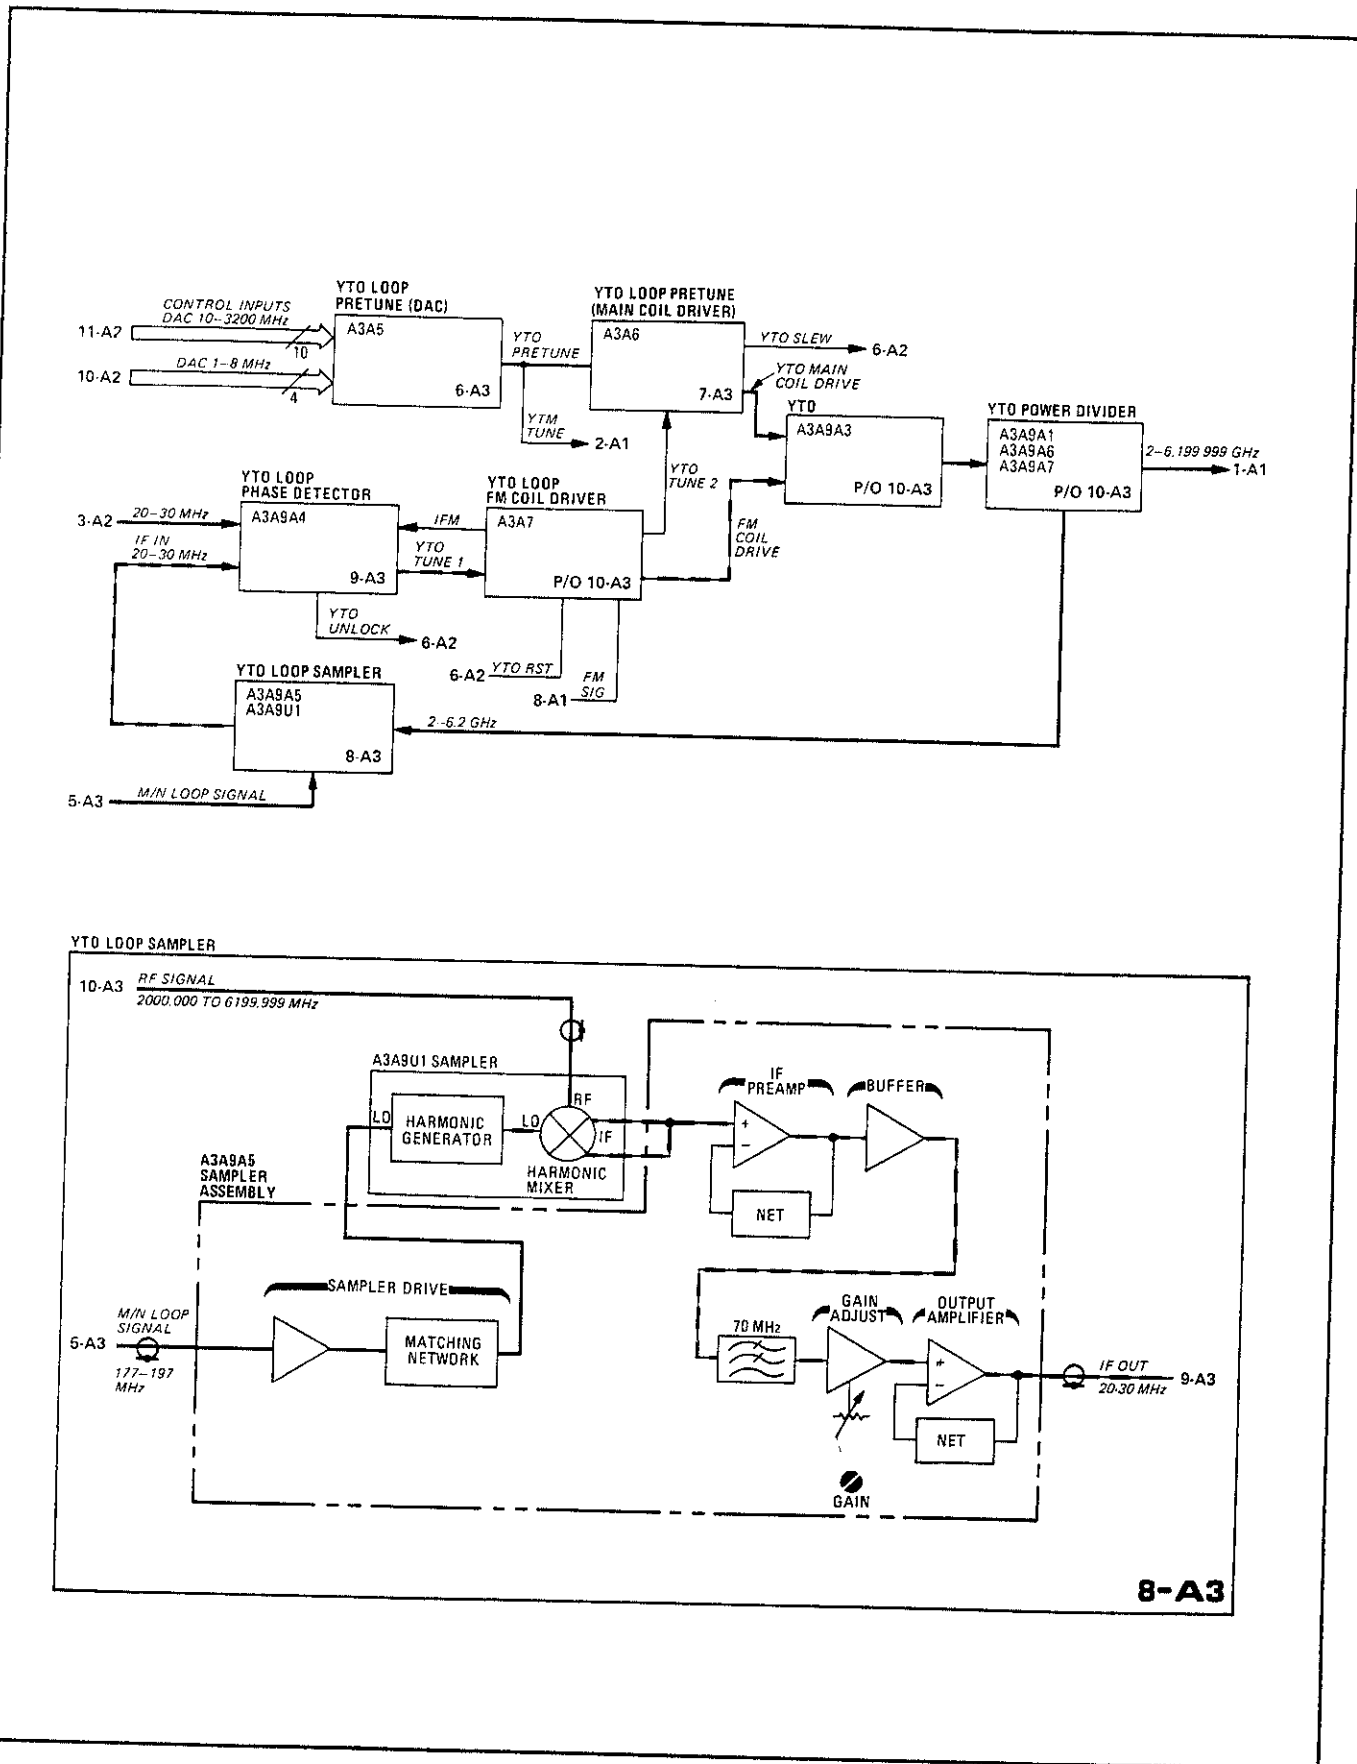 YTO LOOP
PRETUNE (DAC)
YTO LOOP PRETUNE
(MAIN COIL DRIVER)
CONTROL INPUTS
DAC 10-3200 MHz
11-A2
10
A3A5
YTO
PRETUNE
A3A6
YTO SLEW
6-A2
DAC 1-8 MHz
10-A2
4
6-A3
7-A3
YTO MAIN
COIL DRIVE
YTM
TUNE
2-A1
YTO
A3A9A3
P/O 10-A3
YTO POWER DIVIDER
A3A9A1
A3A9A6
A3A9A7
P/O 10-A3
2-6.199 999 GHz
1-A1
YTO LOOP
PHASE DETECTOR
YTO LOOP
FM COIL DRIVER
YTO
TUNE 2
3-A2
20-30 MHz
A3A9A4
IFM
A3A7
FM
COIL
DRIVE
IF IN
20-30 MHz
YTO
TUNE 1
9-A3
P/O 10-A3
YTO
UNLOCK
6-A2
6-A2
YTO RST
8-A1
FM
SIG
YTO LOOP SAMPLER
A3A9A5
A3A9U1
2-6.2 GHz
8-A3
5-A3
M/N LOOP SIGNAL
YTO LOOP SAMPLER
10-A3
RF SIGNAL
2000.000 TO 6199.999 MHz
A3A9U1 SAMPLER
LO
HARMONIC
GENERATOR
LO
RF
IF
HARMONIC
MIXER
IF
PREAMP
BUFFER
+
-
NET
A3A9A5
SAMPLER
ASSEMBLY
SAMPLER DRIVE
M/N LOOP
SIGNAL
5-A3
177-197
MHz
MATCHING
NETWORK
70 MHz
GAIN
ADJUST
OUTPUT
AMPLIFIER
+
-
NET
IF OUT
20-30 MHz
9-A3
GAIN
8-A3